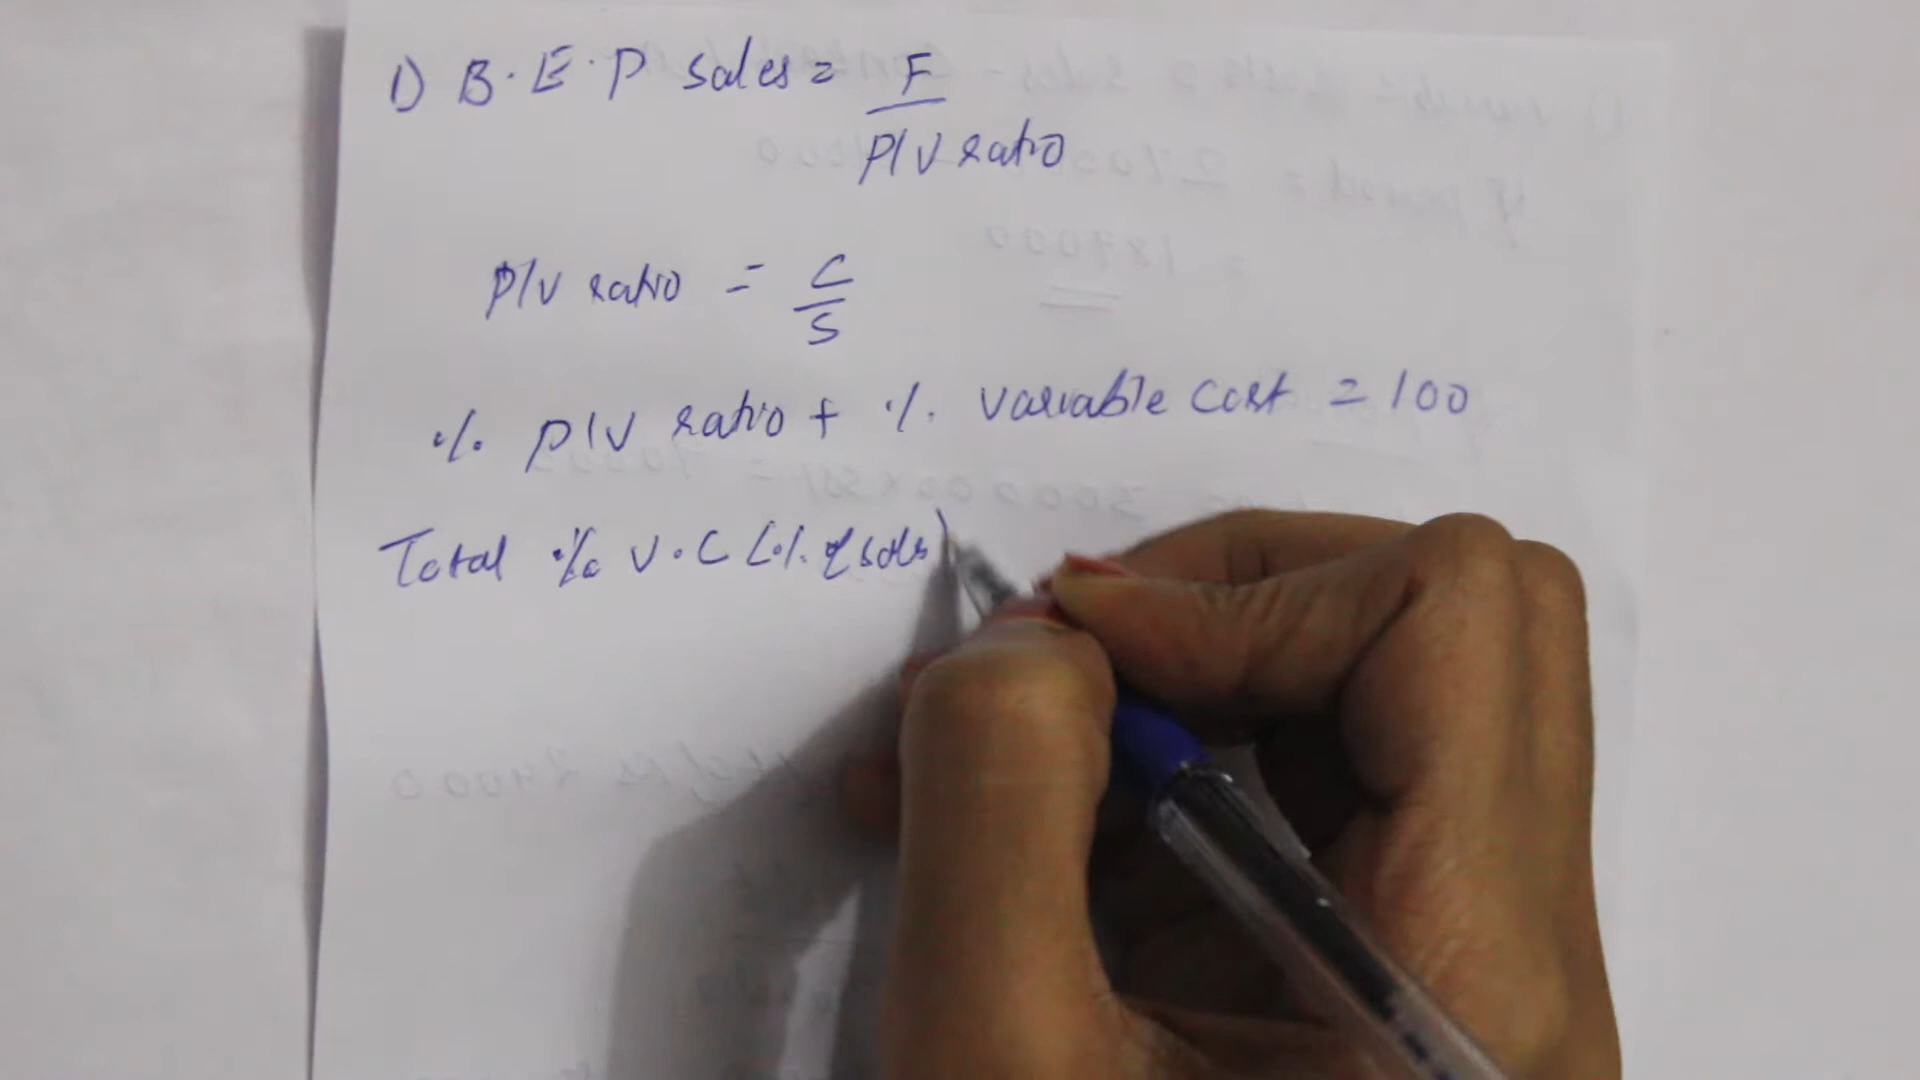 1) B.E.P sales = F
P/V ratio
P/V ratio = C
S
% P/V ratio + % variable cost = 100
Total % V.C (% of sales)